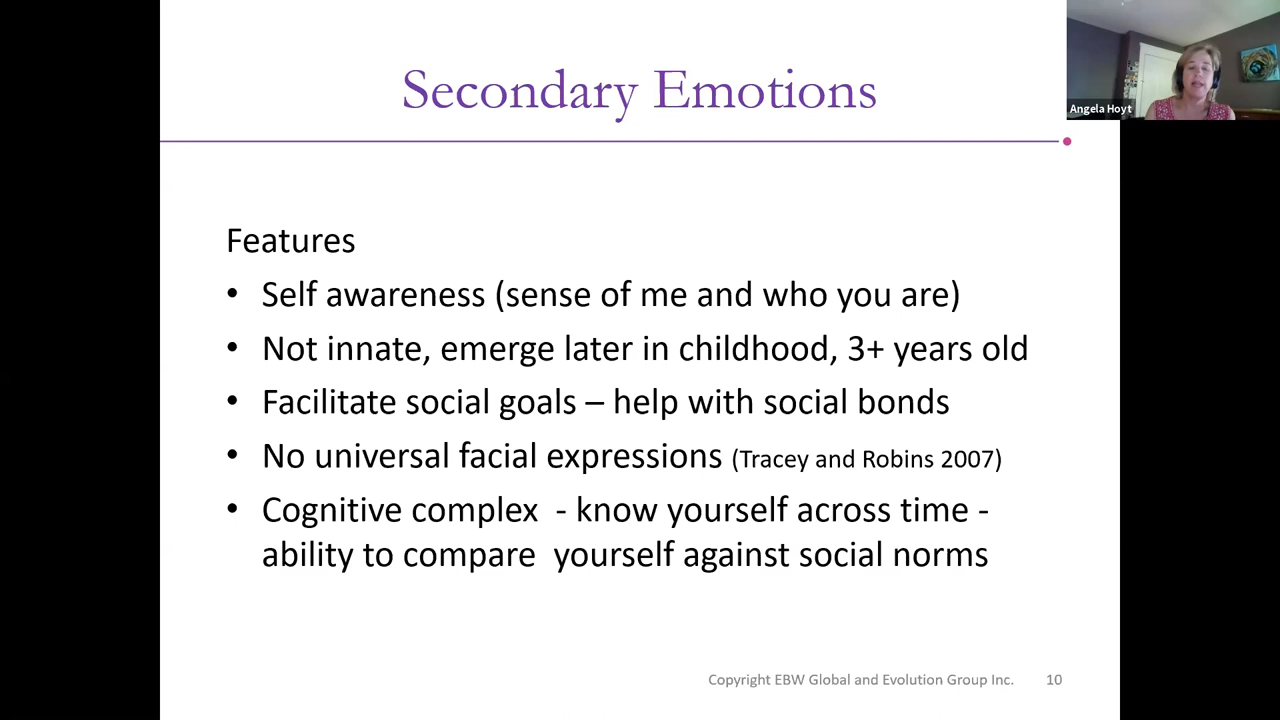 Secondary Emotions
Angela Hoyt
Features
• Self awareness (sense of me and who you are)
• Not innate, emerge later in childhood, 3+ years old
• Facilitate social goals – help with social bonds
• No universal facial expressions (Tracey and Robins 2007)
• Cognitive complex  - know yourself across time -
ability to compare  yourself against social norms
Copyright EBW Global and Evolution Group Inc. 10